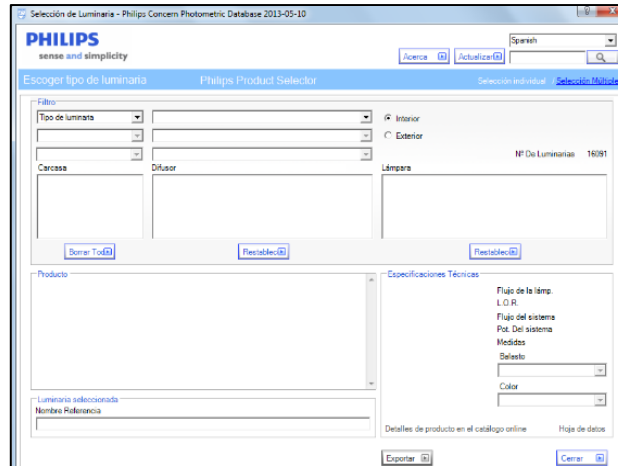 Selección de Luminaria - Philips Concern Photometric Database 2013-05-10
PHILIPS
sense and simplicity
Spanish
Acerca
Actualizar
Escoger tipo de luminaria
Philips Product Selector
Selección individual
Selección Múltiple
Filtro
Tipo de luminaria
Interior
Exterior
Nº De Luminarias 16091
Carcasa
Difusor
Lámpara
Borrar Tod
Restablec
Restablec
Producto
Especificaciones Técnicas
Flujo de la lámp.
L.O.R.
Flujo del sistema
Pot. Del sistema
Medidas
Balasto
Color
Luminaria seleccionada
Nombre Referencia
Detalles de producto en el catálogo online
Hoja de datos
Exportar
Cerrar